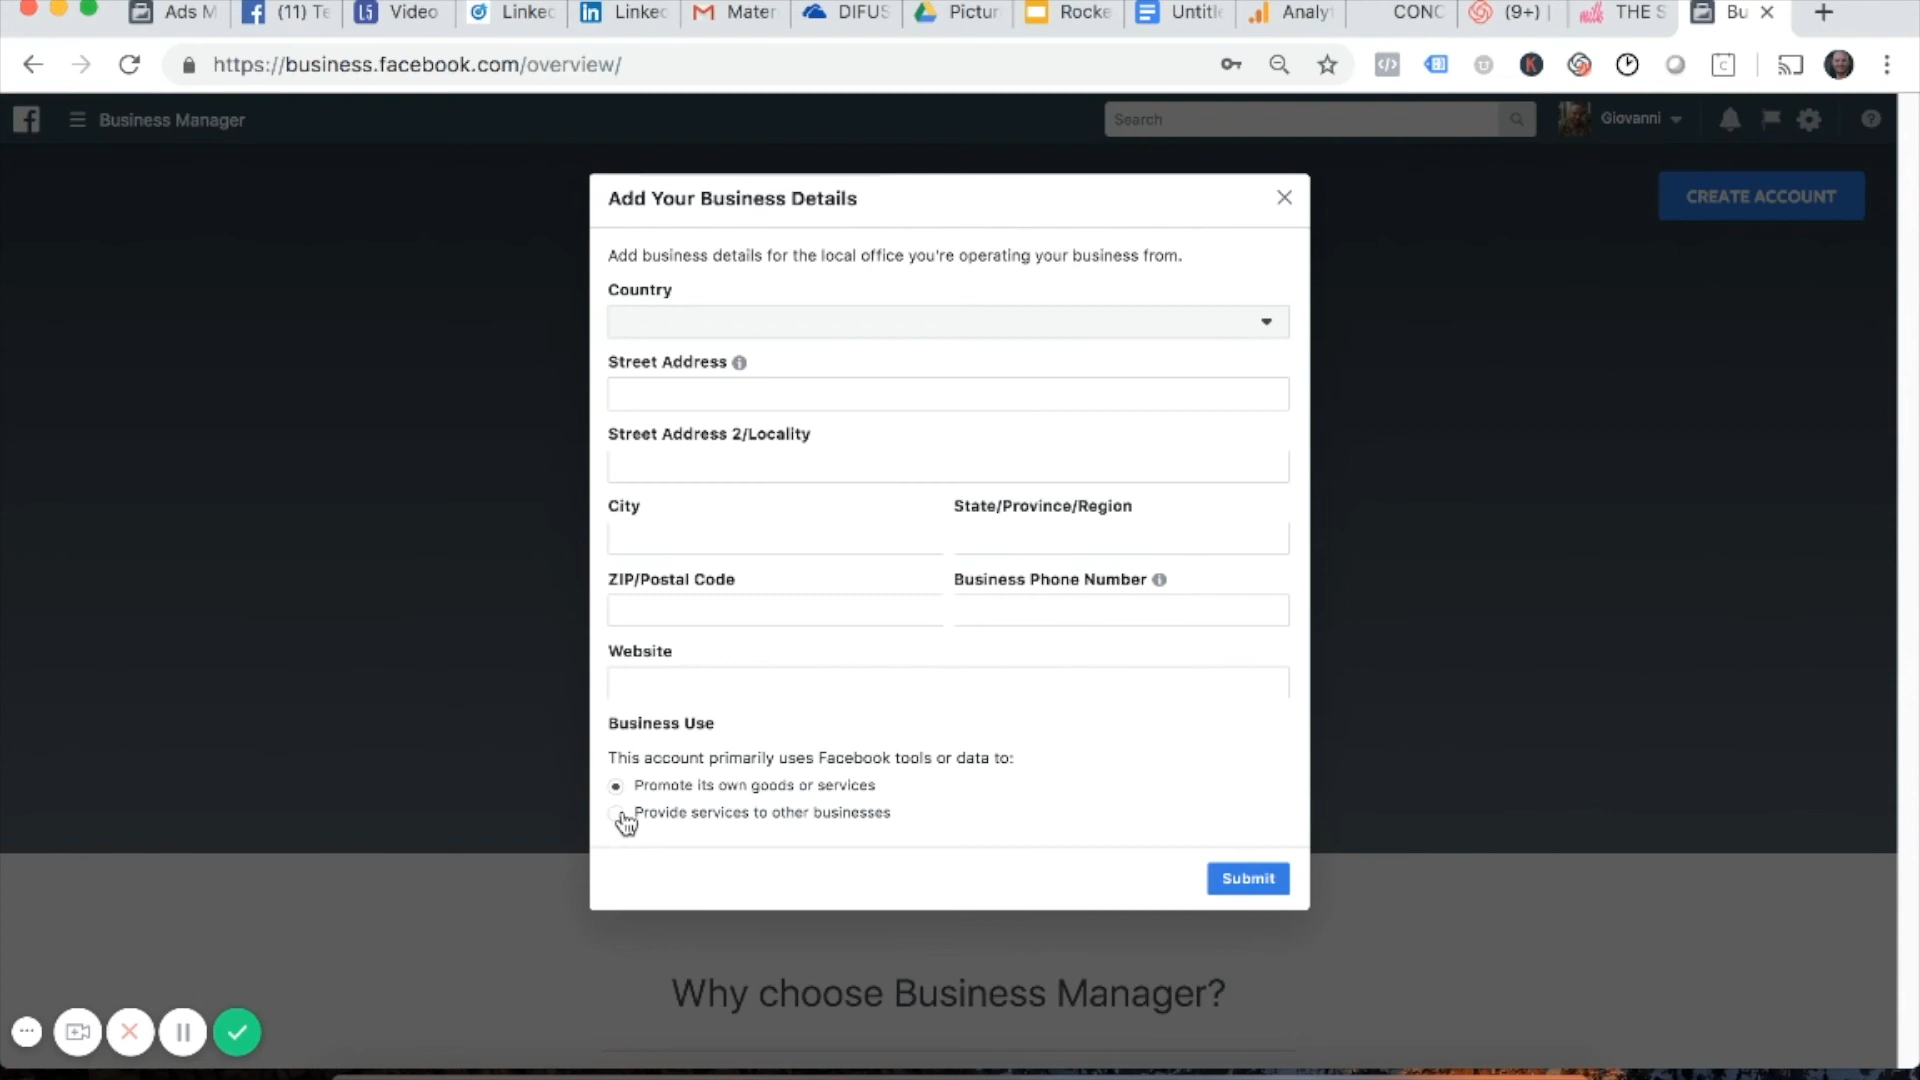 Ads M
(11) Te
Video
Linked
Linked
Mater
DIFUS
Pictur
Rocke
Untitle
Analyt
CONC
(9+) |
THE S
Bu
https://business.facebook.com/overview/
Business Manager
Search
Giovanni
CREATE ACCOUNT
Add Your Business Details
Add business details for the local office you're operating your business from.
Country
Street Address
Street Address 2/Locality
City
State/Province/Region
ZIP/Postal Code
Business Phone Number
Website
Business Use
This account primarily uses Facebook tools or data to:
Promote its own goods or services
Provide services to other businesses
Submit
Why choose Business Manager?